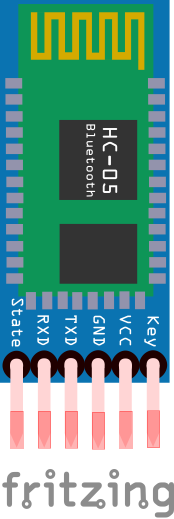 HC-05
Bluetooth
State
RXD
TXD
GND
VCC
Key
fritzing